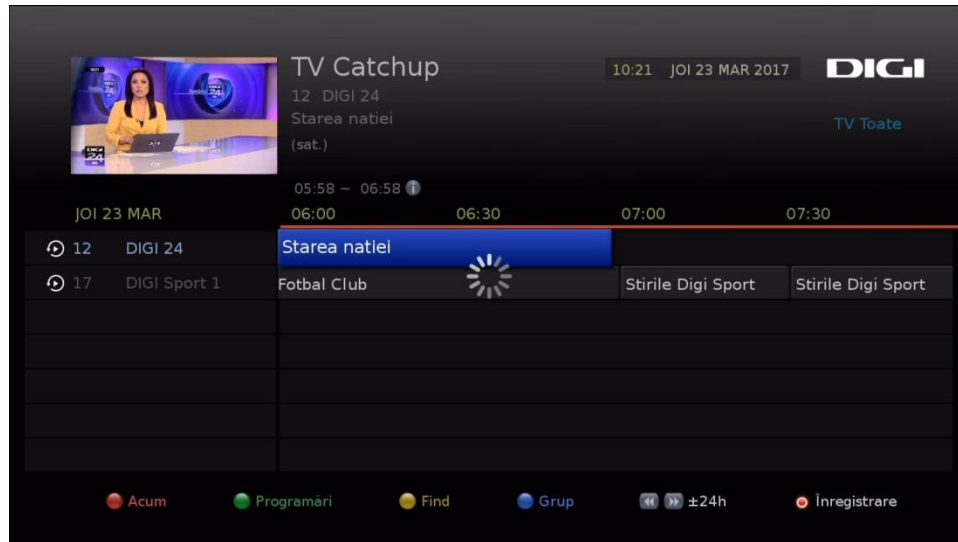 TV Catchup
10:21 JOI 23 MAR 2017
DIGI
12 DIGI 24
Starea natiei
TV Toate
(sat.)
05:58 ~ 06:58
JOI 23 MAR 06:00 06:30 07:00 07:30
12 DIGI 24 Starea natiei
17 DIGI Sport 1 Fotbal Club Stirile Digi Sport Stirile Digi Sport
Acum Programări Find Grup ±24h Înregistrare
DIGI
24